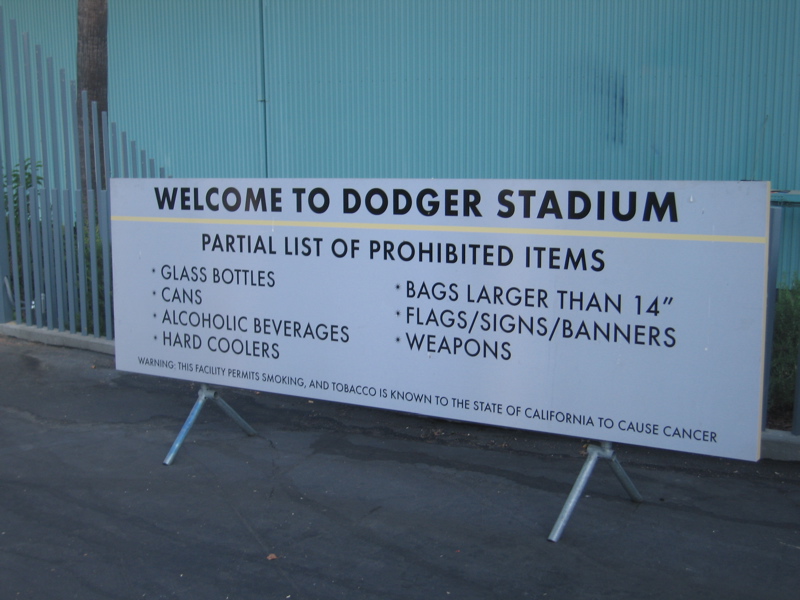 WELCOME TO DODGER STADIUM
PARTIAL LIST OF PROHIBITED ITEMS
* GLASS BOTTLES
* CANS
* ALCOHOLIC BEVERAGES
* HARD COOLERS
* BAGS LARGER THAN 14"
* FLAGS/SIGNS/BANNERS
* WEAPONS
WARNING: THIS FACILITY PERMITS SMOKING, AND TOBACCO IS KNOWN TO THE STATE OF CALIFORNIA TO CAUSE CANCER